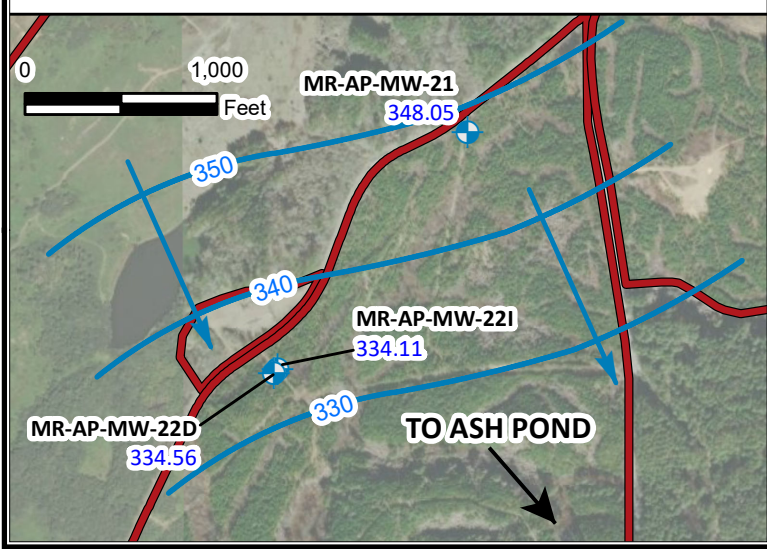 0 1,000
Feet
MR-AP-MW-21
348.05
350
340
MR-AP-MW-22I
334.11
330
MR-AP-MW-22D
334.56
TO ASH POND